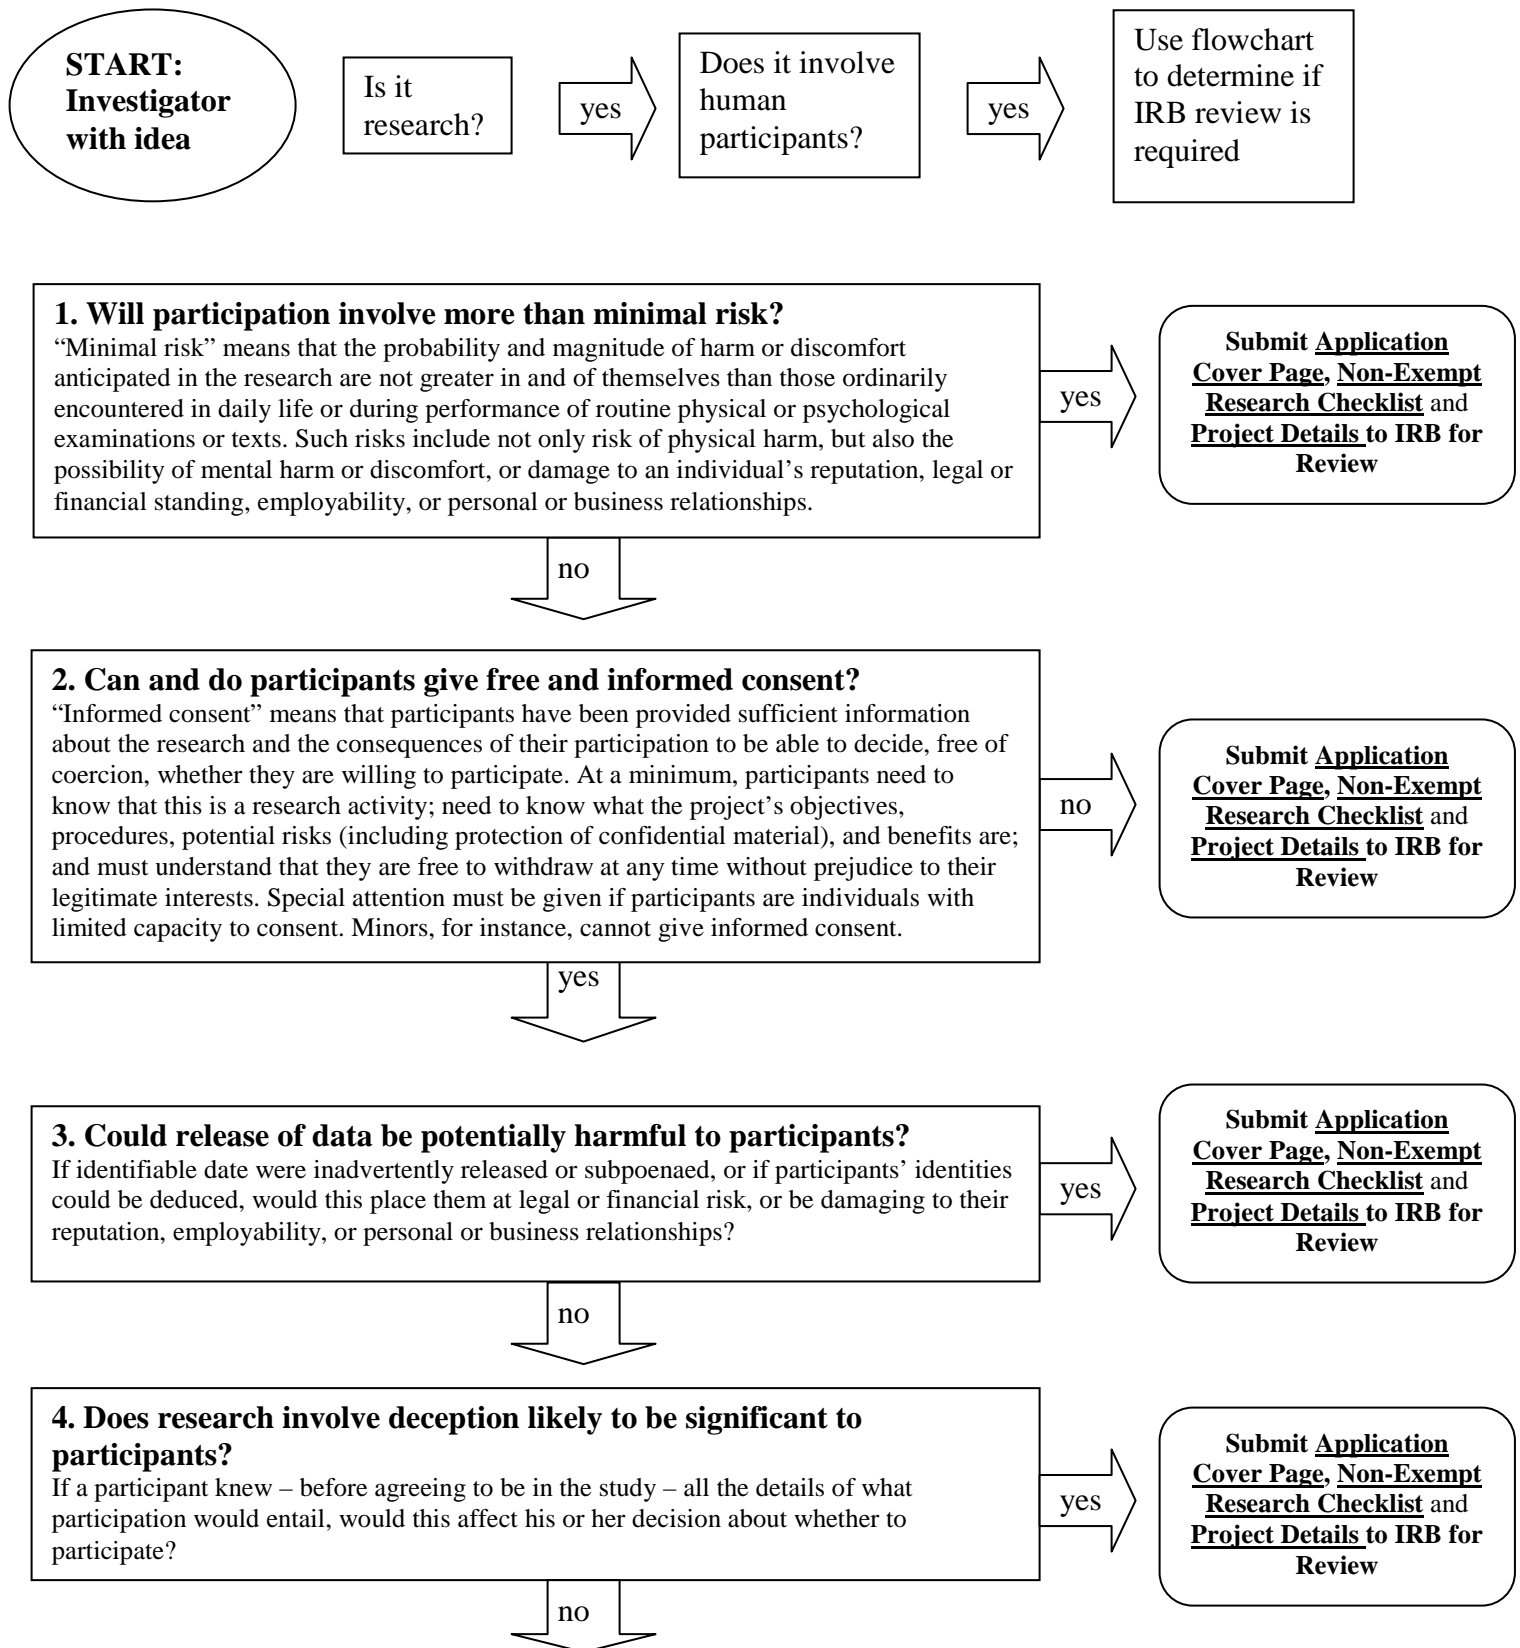 START:
Investigator
with idea
Is it
research?
yes
Does it involve
human
participants?
yes
Use flowchart
to determine if
IRB review is
required
1. Will participation involve more than minimal risk?
“Minimal risk” means that the probability and magnitude of harm or discomfort
anticipated in the research are not greater in and of themselves than those ordinarily
encountered in daily life or during performance of routine physical or psychological
examinations or texts. Such risks include not only risk of physical harm, but also the
possibility of mental harm or discomfort, or damage to an individual’s reputation, legal or
financial standing, employability, or personal or business relationships.
yes
Submit Application
Cover Page, Non-Exempt
Research Checklist and
Project Details to IRB for
Review
no
2. Can and do participants give free and informed consent?
“Informed consent” means that participants have been provided sufficient information
about the research and the consequences of their participation to be able to decide, free of
coercion, whether they are willing to participate. At a minimum, participants need to
know that this is a research activity; need to know what the project’s objectives,
procedures, potential risks (including protection of confidential material), and benefits are;
and must understand that they are free to withdraw at any time without prejudice to their
legitimate interests. Special attention must be given if participants are individuals with
limited capacity to consent. Minors, for instance, cannot give informed consent.
no
Submit Application
Cover Page, Non-Exempt
Research Checklist and
Project Details to IRB for
Review
yes
3. Could release of data be potentially harmful to participants?
If identifiable date were inadvertently released or subpoenaed, or if participants’ identities
could be deduced, would this place them at legal or financial risk, or be damaging to their
reputation, employability, or personal or business relationships?
yes
Submit Application
Cover Page, Non-Exempt
Research Checklist and
Project Details to IRB for
Review
no
4. Does research involve deception likely to be significant to
participants?
If a participant knew – before agreeing to be in the study – all the details of what
participation would entail, would this affect his or her decision about whether to
participate?
yes
Submit Application
Cover Page, Non-Exempt
Research Checklist and
Project Details to IRB for
Review
no